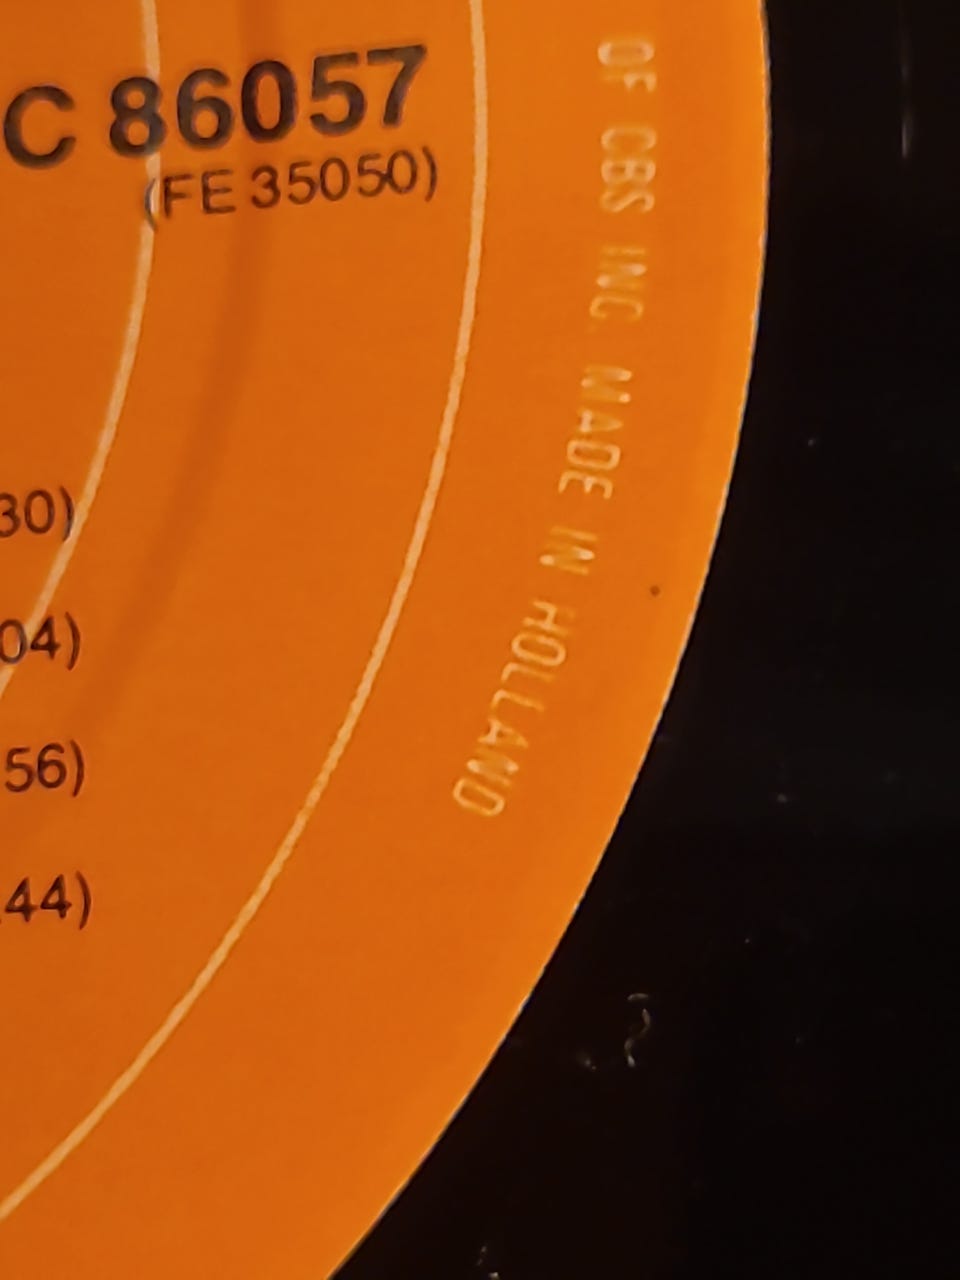 C 86057
(FE 35050)
OF CBS INC. MADE IN HOLLAND
30)
04)
56)
44)